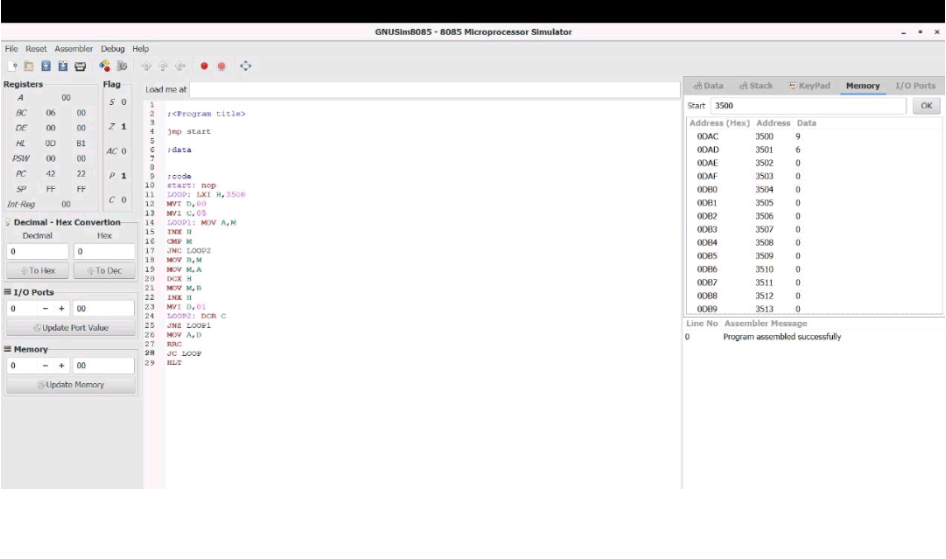 GNUSim8085 - 8085 Microprocessor Simulator
File Reset Assembler Debug Help
Registers
A 00
BC 06 00
DE 00 00
HL 0D B1
PSW 00 00
PC 42 22
SP FF FF
Int-Reg 00
Flag
S 0
Z 1
AC 0
P 1
C 0
Decimal - Hex Convertion
Decimal Hex
0 0
To Hex To Dec
I/O Ports
0 - + 00
Update Port Value
Memory
0 - + 00
Update Memory
Load me at
1
2 ;<Program title>
3
4 jmp start
5
6 ;data
7
8
9 ;code
10 start: nop
11 LOOP: LXI H,3500
12 MVI D,00
13 MVI C,05
14 LOOP1: MOV A,M
15 INX H
16 CMP M
17 JNC LOOP2
18 MOV B,M
19 MOV M,A
20 DCX H
21 MOV M,B
22 INX H
23 MVI D,01
24 LOOP2: DCR C
25 JNZ LOOP1
26 MOV A,D
27 RRC
28 JC LOOP
29 HLT
Data Stack KeyPad Memory I/O Ports
Start 3500 OK
Address (Hex) Address Data
0DAC 3500 9
0DAD 3501 6
0DAE 3502 0
0DAF 3503 0
0DB0 3504 0
0DB1 3505 0
0DB2 3506 0
0DB3 3507 0
0DB4 3508 0
0DB5 3509 0
0DB6 3510 0
0DB7 3511 0
0DB8 3512 0
0DB9 3513 0
Line No Assembler Message
0 Program assembled successfully